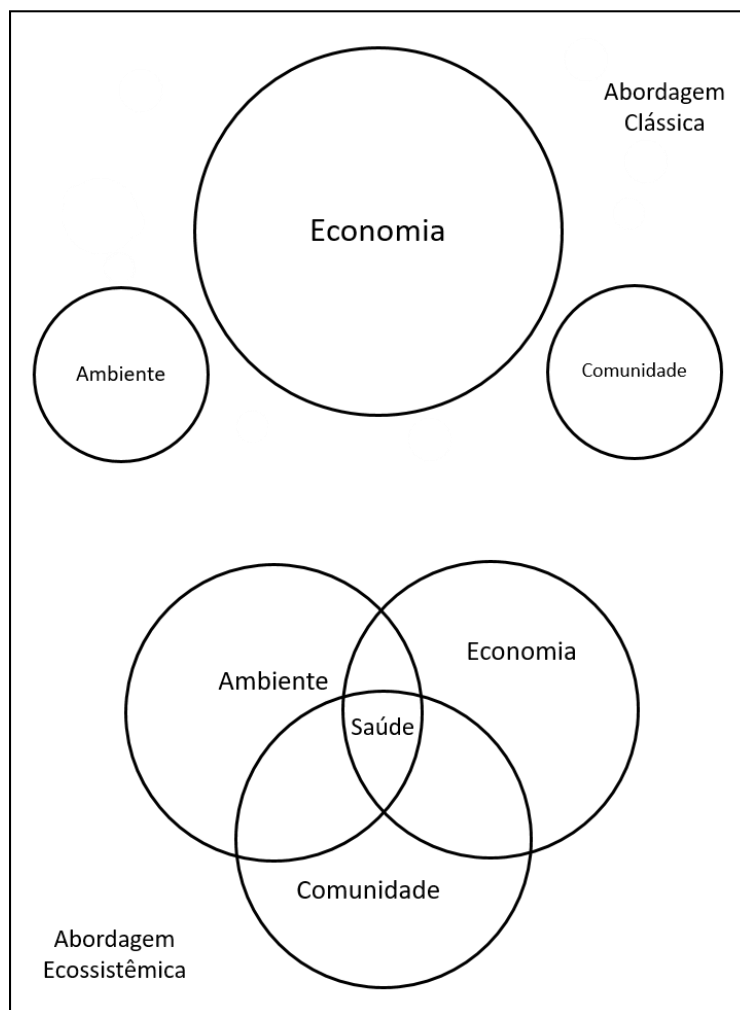 Abordagem
Clássica
Economia
Ambiente
Comunidade
Economia
Ambiente
Saúde
Comunidade
Abordagem
Ecossistêmica